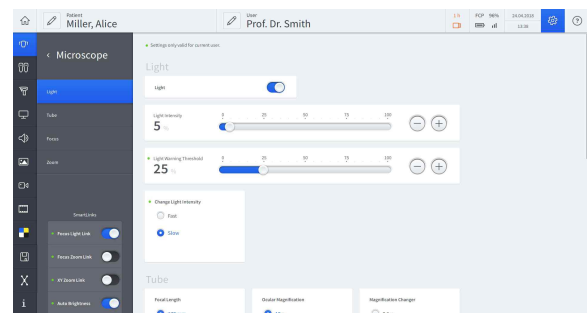 Patient
Miller, Alice
User
Prof. Dr. Smith
FCP 96%
24.04.2018
13:36
Microscope
Light
Tube
Focus
Zoom
SmartLinks
Focus Light Link
Focus Zoom Link
XY Zoom Link
Auto Brightness
Settings only valid for current user.
Light
Light
Light Intensity
5 %
0 25 50 75 100
Light Warning Threshold
25 %
0 25 50 75 100
Change Light Intensity
Fast
Slow
Tube
Focal Length
Ocular Magnification
Magnification Changer